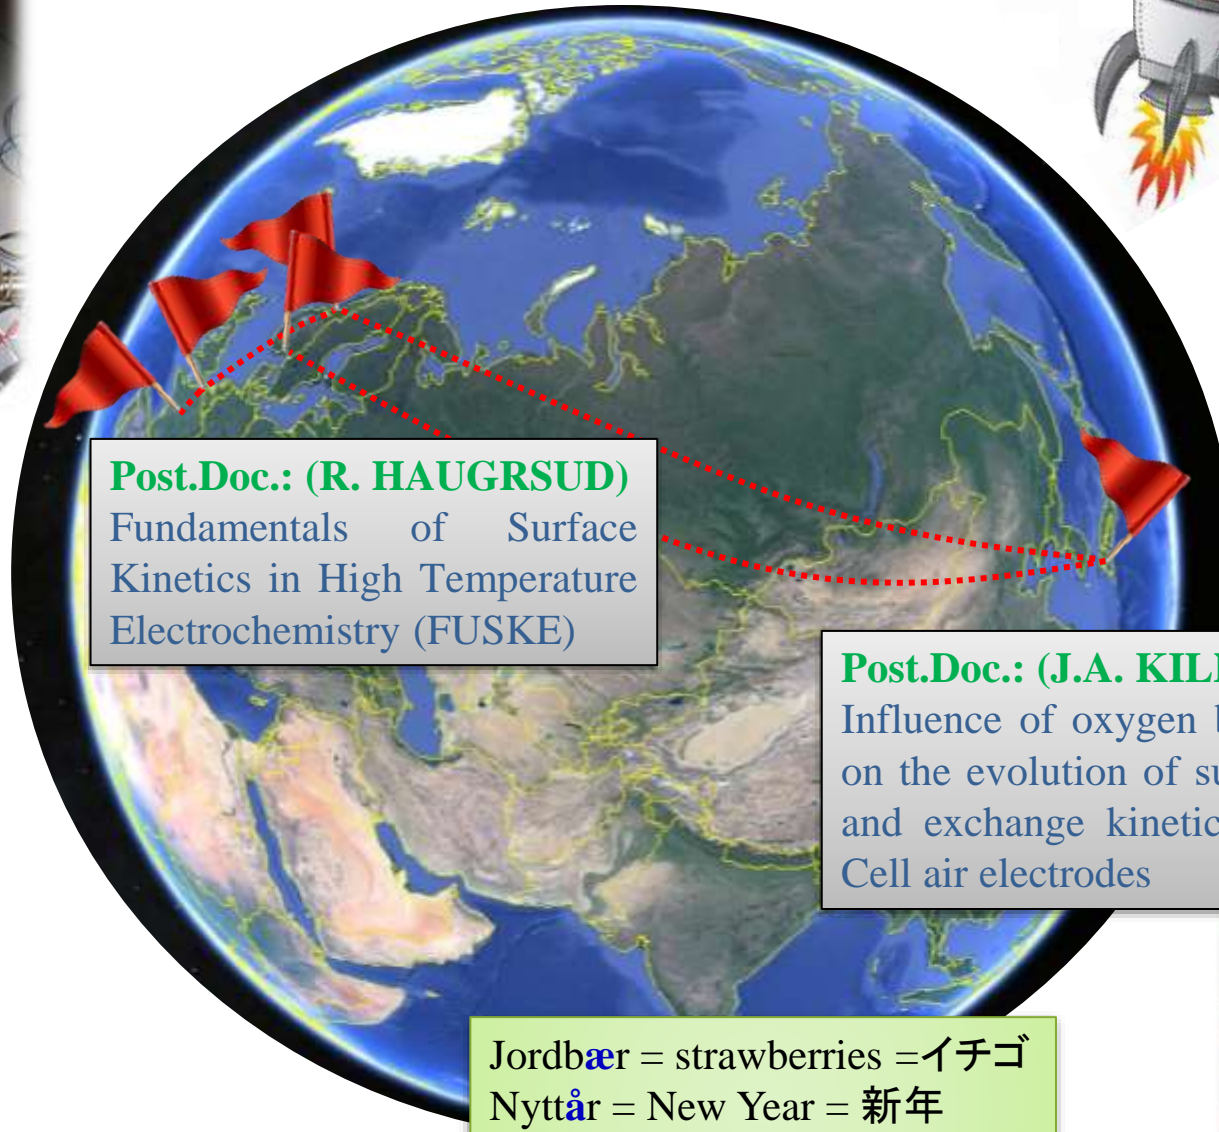 Post.Doc.: (R. HAUGRSUD)
Fundamentals of Surface
Kinetics in High Temperature
Electrochemistry (FUSKE)
Post.Doc.: (J.A.
Influence of oxygen
on the evolution of
and exchange
Cell air electrodes
Jordbær = strawberries =イチゴ
Nyttår = New Year = 新年